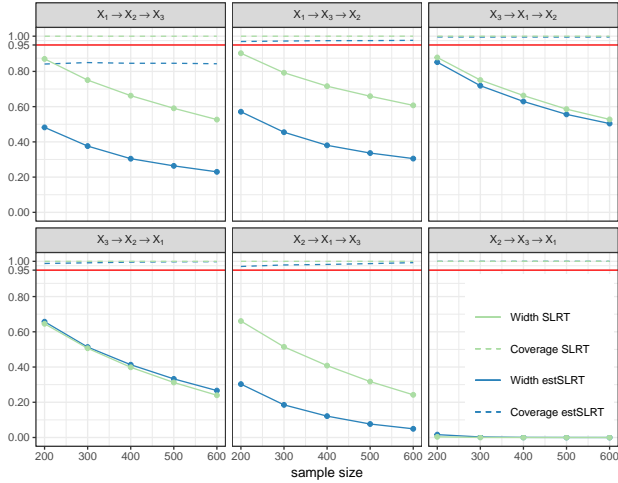 X₁ → X₂ → X₃ X₁ → X₃ → X₂ X₃ → X₁ → X₂
1.00
0.95
0.80
0.60
0.40
0.20
0.00
X₃ → X₂ → X₁ X₂ → X₁ → X₃ X₂ → X₃ → X₁
1.00
0.95
0.80
0.60
0.40
0.20
0.00
Width SLRT
Coverage SLRT
Width estSLRT
Coverage estSLRT
200 300 400 500 600 200 300 400 500 600 200 300 400 500 600
sample size